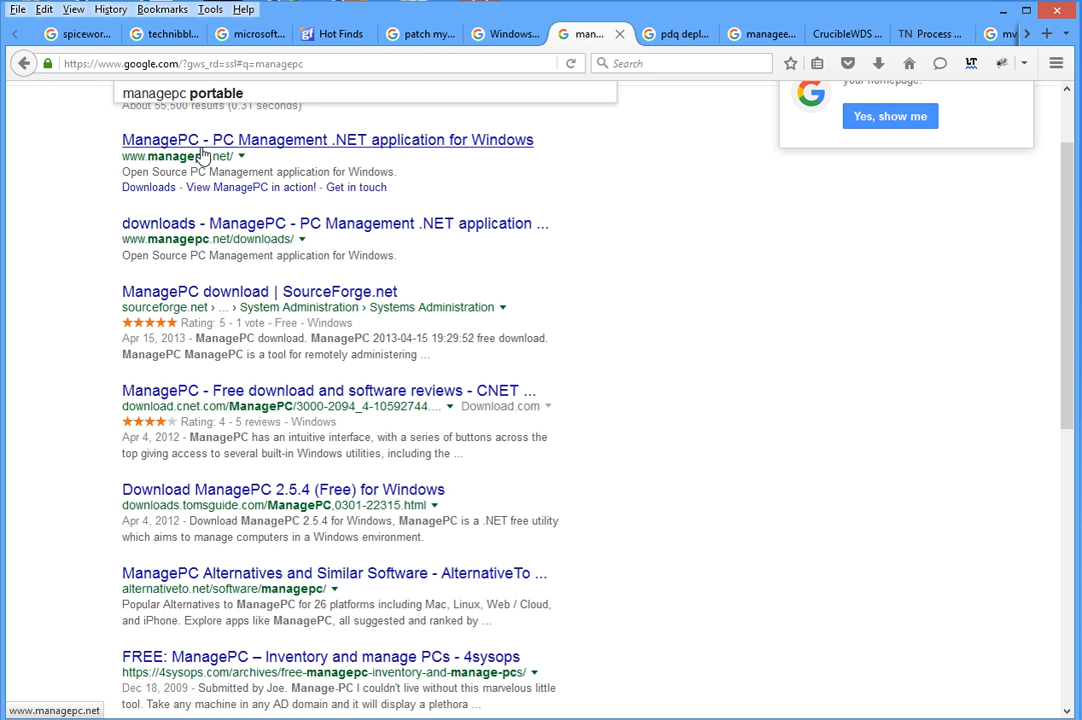 File Edit View History Bookmarks Tools Help
spicewor...
technibbl...
microsoft...
gf Hot Finds
patch my...
Windows...
man...
pdq depl...
managee...
CrucibleWDS ...
TN Process ...
my
https://www.google.com/?gws_rd=ssl#q=managepc
Search
LT
managepc portable
About 55,500 results (0.31 seconds)
your homepage.
Yes, show me
ManagePC - PC Management .NET application for Windows
www.managepc.net/
Open Source PC Management application for Windows.
Downloads - View ManagePC in action! - Get in touch
downloads - ManagePC - PC Management .NET application ...
www.managepc.net/downloads/
Open Source PC Management application for Windows.
ManagePC download | SourceForge.net
sourceforge.net › ... › System Administration › Systems Administration
Rating: 5 - 1 vote - Free - Windows
Apr 15, 2013 - ManagePC download. ManagePC 2013-04-15 19:29:52 free download.
ManagePC ManagePC is a tool for remotely administering ...
ManagePC - Free download and software reviews - CNET ...
download.cnet.com/ManagePC/3000-2094_4-10592744.... Download.com
Rating: 4 - 5 reviews - Windows
Apr 4, 2012 - ManagePC has an intuitive interface, with a series of buttons across the
top giving access to several built-in Windows utilities, including the ...
Download ManagePC 2.5.4 (Free) for Windows
downloads.tomsguide.com/ManagePC,0301-22315.html
Apr 4, 2012 - Download ManagePC 2.5.4 for Windows, ManagePC is a .NET free utility
which aims to manage computers in a Windows environment.
ManagePC Alternatives and Similar Software - AlternativeTo ...
alternativeto.net/software/managepc/
Popular Alternatives to ManagePC for 26 platforms including Mac, Linux, Web / Cloud,
and iPhone. Explore apps like ManagePC, all suggested and ranked by ...
FREE: ManagePC – Inventory and manage PCs - 4sysops
https://4sysops.com/archives/free-managepc-inventory-and-manage-pcs/
Dec 18, 2009 - Submitted by Joe. Manage-PC I couldn't live without this marvelous little
tool. Take any machine in any AD domain and it will display a plethora ...
www.managepc.net